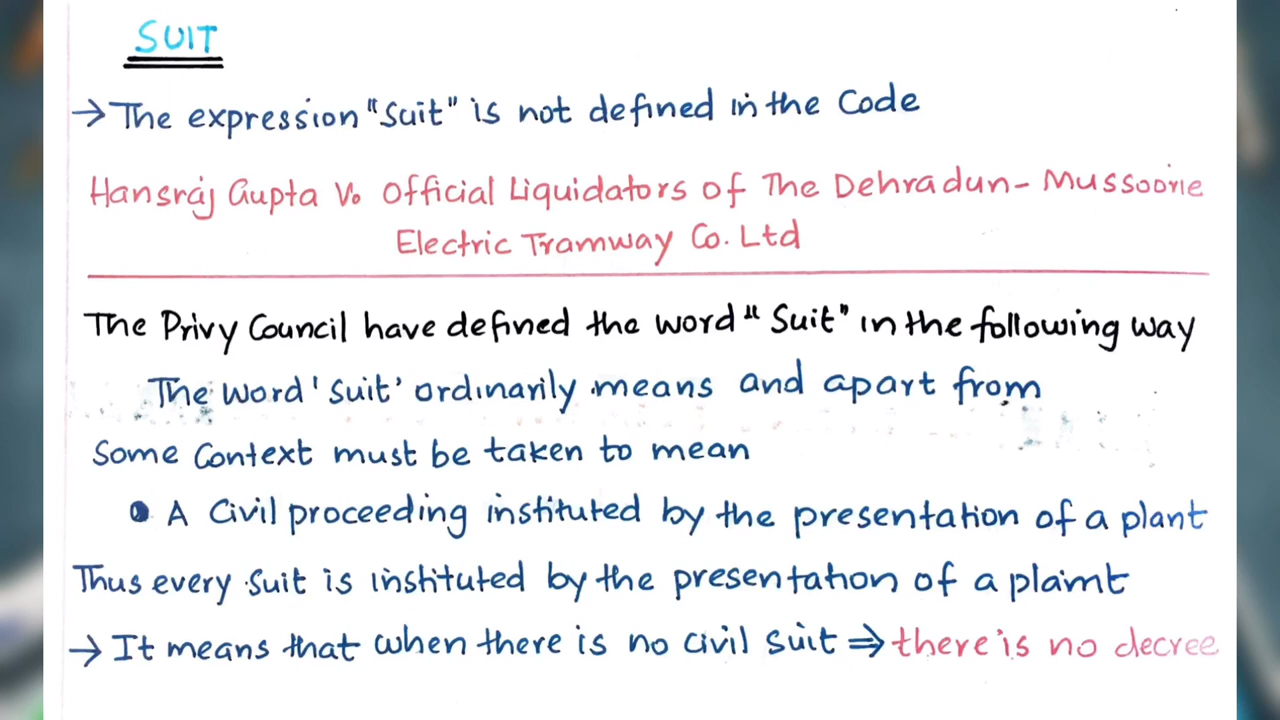 SUIT
→ The expression "Suit" is not defined in the Code
Hansraj Gupta Vo Official Liquidators of The Dehradun-Mussoorie
Electric Tramway Co. Ltd
The Privy Council have defined the word "Suit" in the following way
The word 'suit' ordinarily means and apart from
Some Context must be taken to mean
• A Civil proceeding instituted by the presentation of a plant
Thus every suit is instituted by the presentation of a plaint
→ It means that when there is no civil suit ⇒ there is no decree